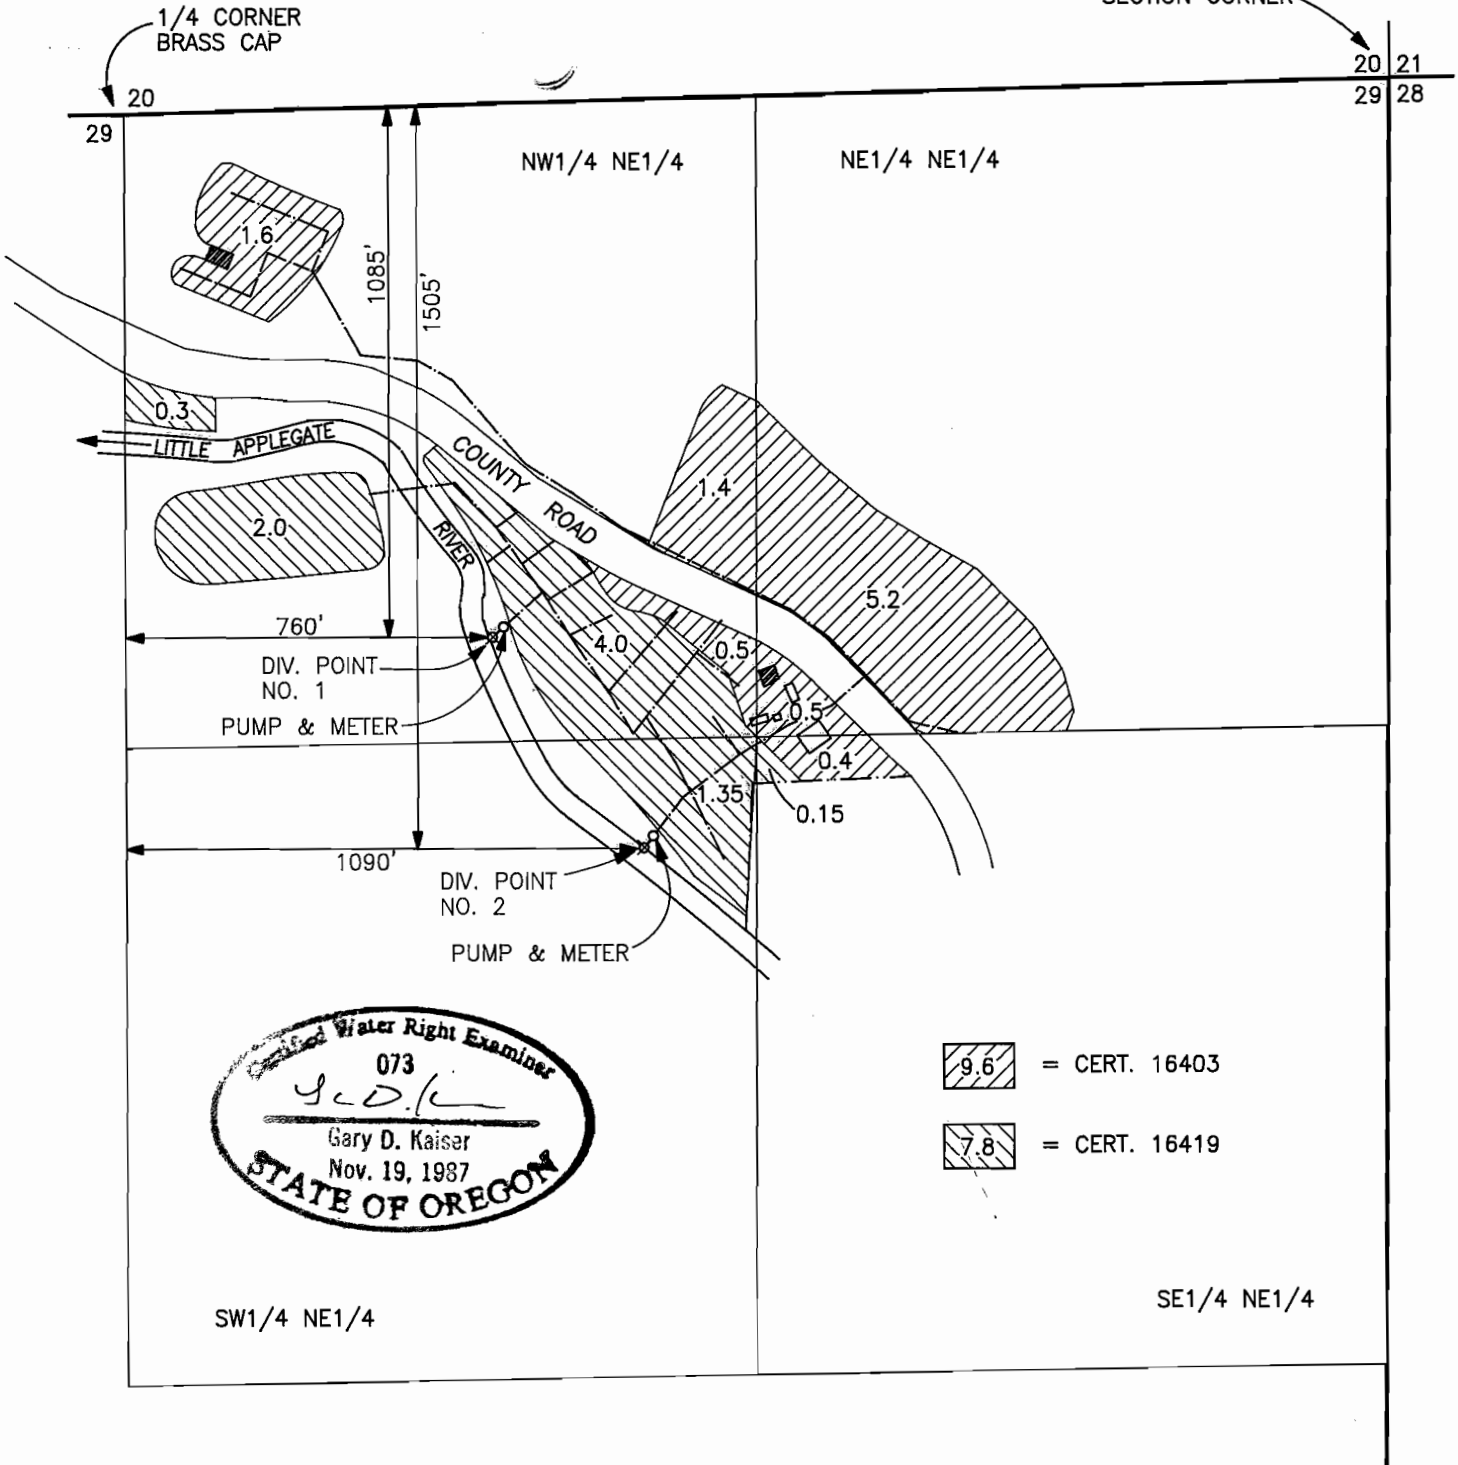 1/4 CORNER
BRASS CAP
SECTION CORNER
20
29
20 21
29 28
NW1/4 NE1/4
NE1/4 NE1/4
1.6
1085'
1505'
0.3
LITTLE APPLEGATE
RIVER
COUNTY ROAD
1.4
2.0
5.2
760'
4.0
0.5
DIV. POINT
NO. 1
0.5
PUMP & METER
0.4
1.35
0.15
1090'
DIV. POINT
NO. 2
PUMP & METER
Certified Water Right Examiner
073
Gary D. Kaiser
Nov. 19, 1987
STATE OF OREGON
9.6 = CERT. 16403
7.8 = CERT. 16419
SW1/4 NE1/4
SE1/4 NE1/4